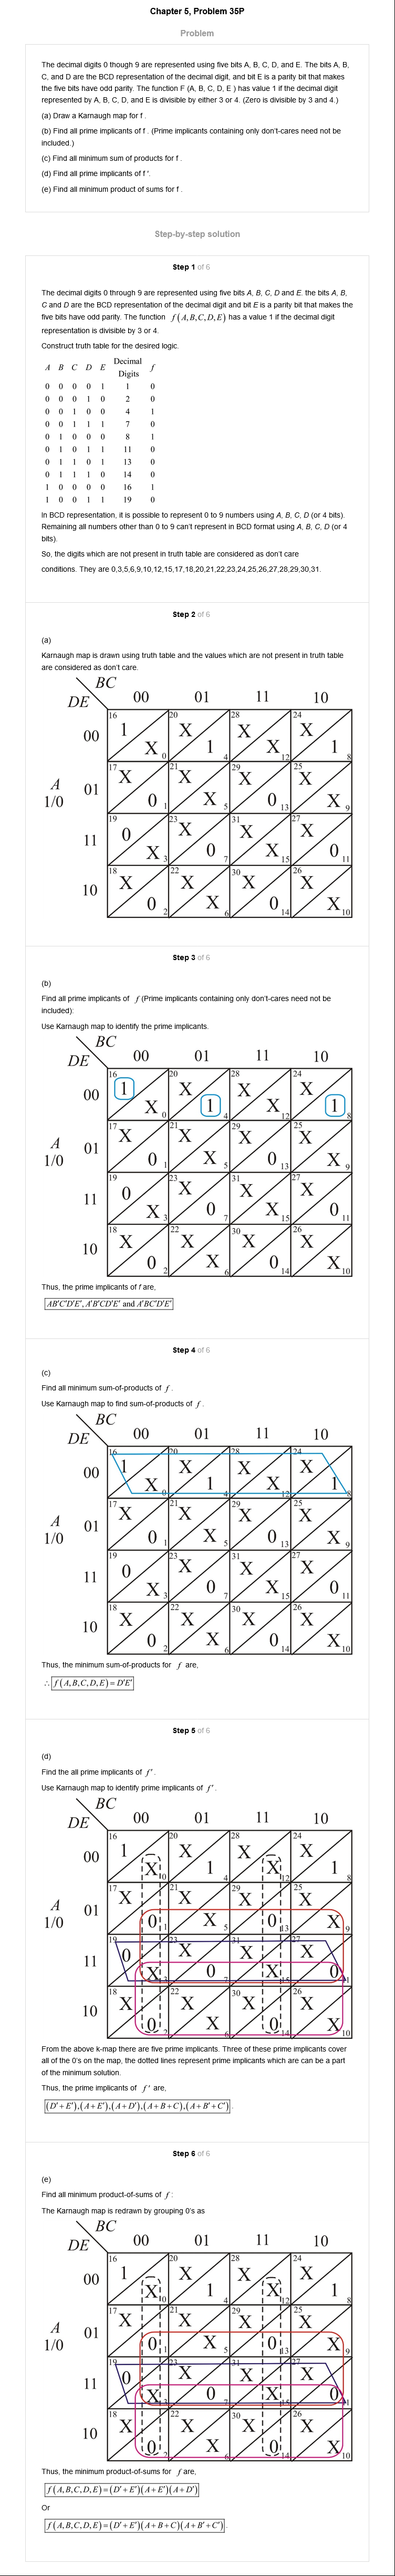 Chapter 5, Problem 35P
Problem
The decimal digits 0 though 9 are represented using five bits A, B, C, D, and E. The bits A, B,
C, and D are the BCD representation of the decimal digit, and bit E is a parity bit that makes
the five bits have odd parity. The function F (A, B, C, D, E ) has value 1 if the decimal digit
represented by A, B, C, D, and E is divisible by either 3 or 4. (Zero is divisible by 3 and 4.)
(a) Draw a Karnaugh map for f .
(b) Find all prime implicants of f . (Prime implicants containing only don't-cares need not be
included.)
(c) Find all minimum sum of products for f .
(d) Find all prime implicants of f '.
(e) Find all minimum product of sums for f .
Step-by-step solution
Step 1 of 6
The decimal digits 0 through 9 are represented using five bits A, B, C, D and E. the bits A, B,
C and D are the BCD representation of the decimal digit and bit E is a parity bit that makes the
five bits have odd parity. The function f(A,B,C,D,E) has a value 1 if the decimal digit
representation is divisible by 3 or 4.
Construct truth table for the desired logic.
A B C D E Decimal Digits f
0 0 0 0 1 1 0
0 0 0 1 0 2 0
0 0 1 0 0 4 1
0 0 1 1 1 7 0
0 1 0 0 0 8 1
0 1 0 1 1 11 0
0 1 1 0 1 13 0
0 1 1 1 0 14 0
1 0 0 0 0 16 1
1 0 0 1 1 19 0
In BCD representation, it is possible to represent 0 to 9 numbers using A, B, C, D (or 4 bits).
Remaining all numbers other than 0 to 9 can't represent in BCD format using A, B, C, D (or 4
bits).
So, the digits which are not present in truth table are considered as don't care
conditions. They are 0,3,5,6,9,10,12,15,17,18,20,21,22,23,24,25,26,27,28,29,30,31.
Step 2 of 6
(a)
Karnaugh map is drawn using truth table and the values which are not present in truth table
are considered as don't care.
BC
DE 00 01 11 10
16 20 28 24
00 1 X X X
X 0 1 4 X 12 1 8
17 21 29 25
A 1/0 01 X X X X
0 1 X 5 0 13 X 9
19 23 31 27
11 0 X X X
X 3 0 7 X 15 0 11
18 22 30 26
10 X X X X
0 2 X 6 0 14 X 10
Step 3 of 6
(b)
Find all prime implicants of f (Prime implicants containing only don't-cares need not be
included):
Use Karnaugh map to identify the prime implicants.
BC
DE 00 01 11 10
16 20 28 24
00 1 X X X
X 0 1 4 X 12 1 8
17 21 29 25
A 1/0 01 X X X X
0 1 X 5 0 13 X 9
19 23 31 27
11 0 X X X
X 3 0 7 X 15 0 11
18 22 30 26
10 X X X X
0 2 X 6 0 14 X 10
Thus, the prime implicants of f are,
AB'C'D'E', A'B'CD'E' and A'BC'D'E'
Step 4 of 6
(c)
Find all minimum sum-of-products of f .
Use Karnaugh map to find sum-of-products of f .
BC
DE 00 01 11 10
16 20 28 24
00 1 X X X
X 0 1 4 X 12 1 8
17 21 29 25
A 1/0 01 X X X X
0 1 X 5 0 13 X 9
19 23 31 27
11 0 X X X
X 3 0 7 X 15 0 11
18 22 30 26
10 X X X X
0 2 X 6 0 14 X 10
Thus, the minimum sum-of-products for f are,
∴ f(A,B,C,D,E)=D'E'
Step 5 of 6
(d)
Find the all prime implicants of f'.
Use Karnaugh map to identify prime implicants of f'.
BC
DE 00 01 11 10
16 20 28 24
00 1 X X X
X 0 1 4 X 12 1 8
17 21 29 25
A 1/0 01 X X X X
0 1 X 5 0 13 X 9
19 23 31 27
11 0 X X X
X 3 0 7 X 15 0 11
18 22 30 26
10 X X X X
0 2 X 6 0 14 X 10
From the above k-map there are five prime implicants. Three of these prime implicants cover
all of the 0's on the map, the dotted lines represent prime implicants which are can be a part
of the minimum solution.
Thus, the prime implicants of f' are,
(D'+E'),(A+E'),(A+D'),(A+B+C),(A+B'+C') .
Step 6 of 6
(e)
Find all minimum product-of-sums of f :
The Karnaugh map is redrawn by grouping 0's as
BC
DE 00 01 11 10
16 20 28 24
00 1 X X X
X 0 1 4 X 12 1 8
17 21 29 25
A 1/0 01 X X X X
0 1 X 5 0 13 X 9
19 23 31 27
11 0 X X X
X 3 0 7 X 15 0 11
18 22 30 26
10 X X X X
0 2 X 6 0 14 X 10
Thus, the minimum product-of-sums for f are,
f(A,B,C,D,E)=(D'+E')(A+E')(A+D')
Or
f(A,B,C,D,E)=(D'+E')(A+B+C)(A+B'+C') .